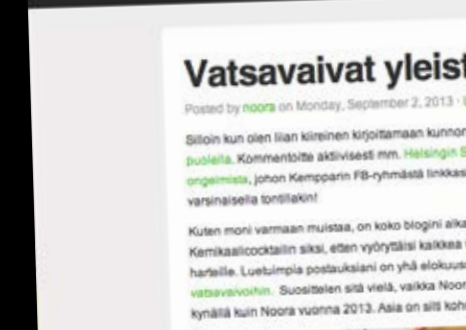 Vatsavaivat yleist
Posted by noora on Monday, September 2, 2013 ·
Silloin kun olen liian kiireinen kirjoittamaan kunnon
puolella. Kommentoitte aktiivisesti mm. Helsingin S
ongelmista, johon Kempparin FB-ryhmästä linkkas
varsinaisella tontillakin!
Kuten moni varmaan muistaa, on koko blogini alka
Kemikaalicocktailin siksi, etten vyöryttäisi kaikkea
harteille. Luetuimpia postauksiani on yhä elokuus
vatsavaivoihin. Suosittelen sitä vielä, vaikka Noor
kynällä kuin Noora vuonna 2013. Asia on silti koh